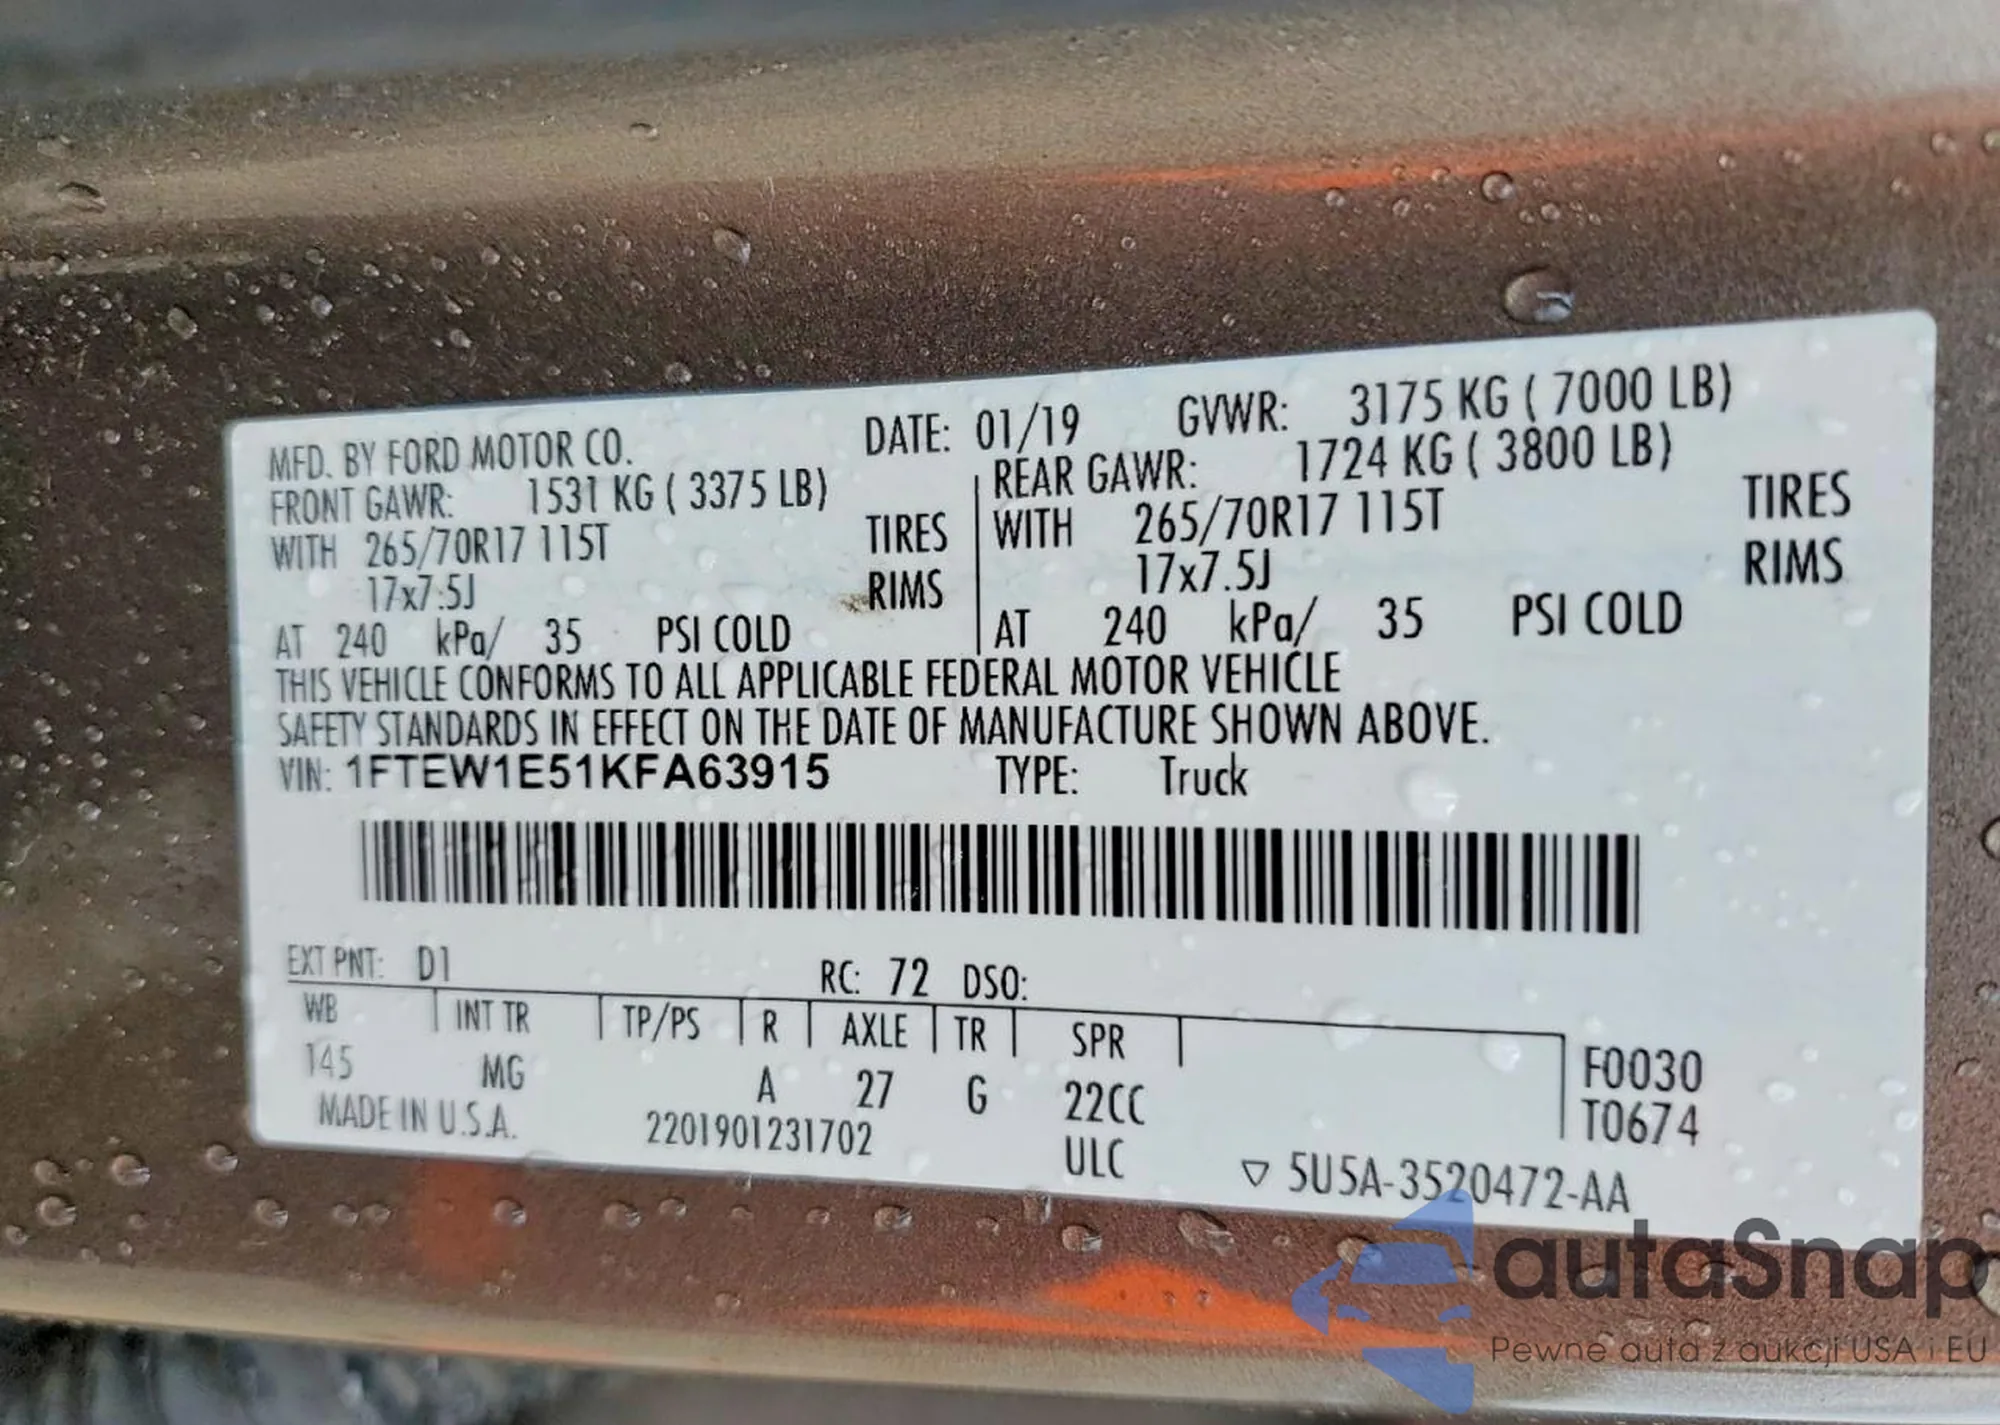 MFD. BY FORD MOTOR CO. DATE: 01/19 GVWR: 3175 KG ( 7000 LB)
FRONT GAWR: 1531 KG ( 3375 LB) REAR GAWR: 1724 KG ( 3800 LB)
WITH 265/70R17 115T TIRES WITH 265/70R17 115T TIRES
17x7.5J RIMS 17x7.5J RIMS
AT 240 kPa/ 35 PSI COLD AT 240 kPa/ 35 PSI COLD
THIS VEHICLE CONFORMS TO ALL APPLICABLE FEDERAL MOTOR VEHICLE
SAFETY STANDARDS IN EFFECT ON THE DATE OF MANUFACTURE SHOWN ABOVE.
VIN: 1FTEW1E51KFA63915 TYPE: Truck
EXT PNT: D1 RC: 72 DSO:
WB INT TR TP/PS R AXLE TR SPR
145 MG A 27 G 22CC F0030
ULC T0674
MADE IN U.S.A. 2201901231702
▽ 5U5A-3520472-AA
autaSnap
Pewne auta z aukcji USA i EU